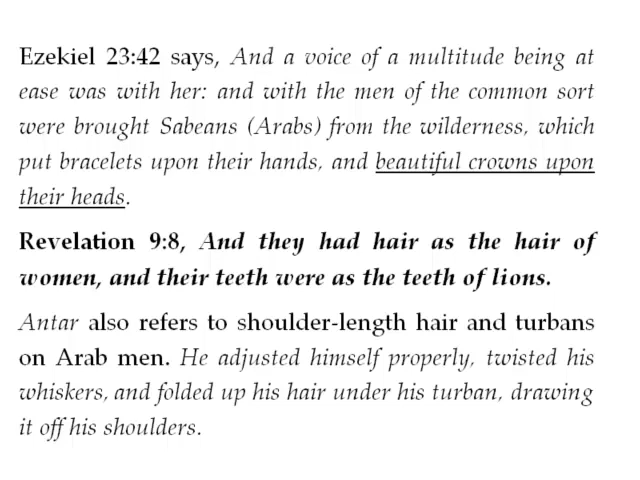 Ezekiel 23:42 says, And a voice of a multitude being at
ease was with her: and with the men of the common sort
were brought Sabeans (Arabs) from the wilderness, which
put bracelets upon their hands, and beautiful crowns upon
their heads.
Revelation 9:8, And they had hair as the hair of
women, and their teeth were as the teeth of lions.
Antar also refers to shoulder-length hair and turbans
on Arab men. He adjusted himself properly, twisted his
whiskers, and folded up his hair under his turban, drawing
it off his shoulders.